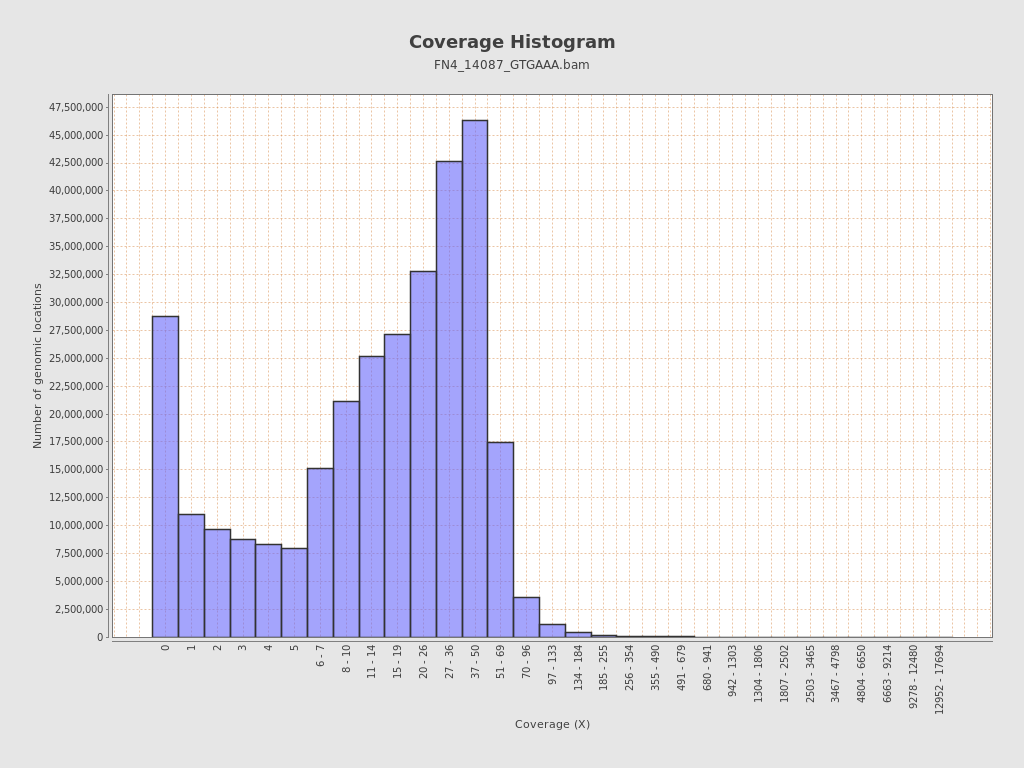 Coverage Histogram
FN4_14087_GTGAAA.bam
47,500,000
45,000,000
42,500,000
40,000,000
37,500,000
35,000,000
32,500,000
30,000,000
27,500,000
25,000,000
22,500,000
20,000,000
17,500,000
15,000,000
12,500,000
10,000,000
7,500,000
5,000,000
2,500,000
0
Number of genomic locations
0
1
2
3
4
5
6 - 7
8 - 10
11 - 14
15 - 19
20 - 26
27 - 36
37 - 50
51 - 69
70 - 96
97 - 133
134 - 184
185 - 255
256 - 354
355 - 490
491 - 679
680 - 941
942 - 1303
1304 - 1806
1807 - 2502
2503 - 3465
3467 - 4798
4804 - 6650
6663 - 9214
9278 - 12480
12952 - 17694
Coverage (X)